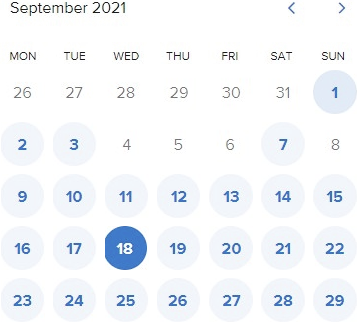 September 2021
MON TUE WED THU FRI SAT SUN
26 27 28 29 30 31 1
2 3 4 5 6 7 8
9 10 11 12 13 14 15
16 17 18 19 20 21 22
23 24 25 26 27 28 29